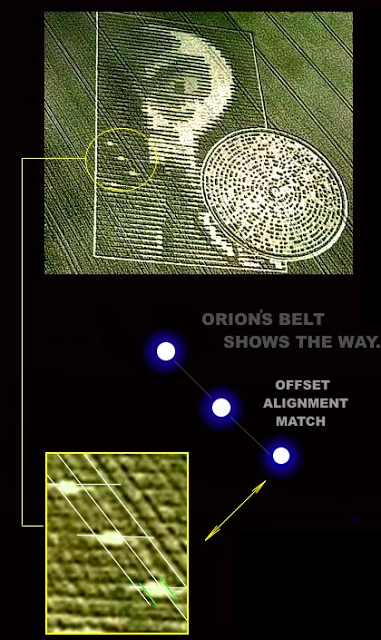 ORION'S BELT
SHOWS THE WAY.
OFFSET
ALIGNMENT
MATCH